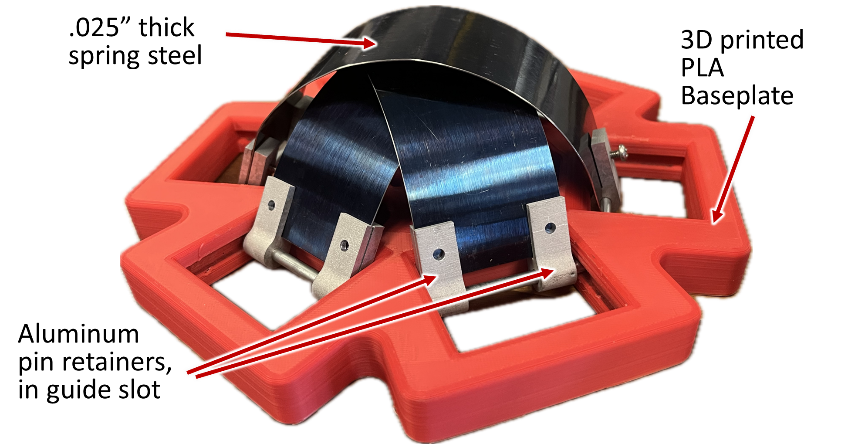 .025” thick
spring steel
3D printed
PLA
Baseplate
Aluminum
pin retainers,
in guide slot